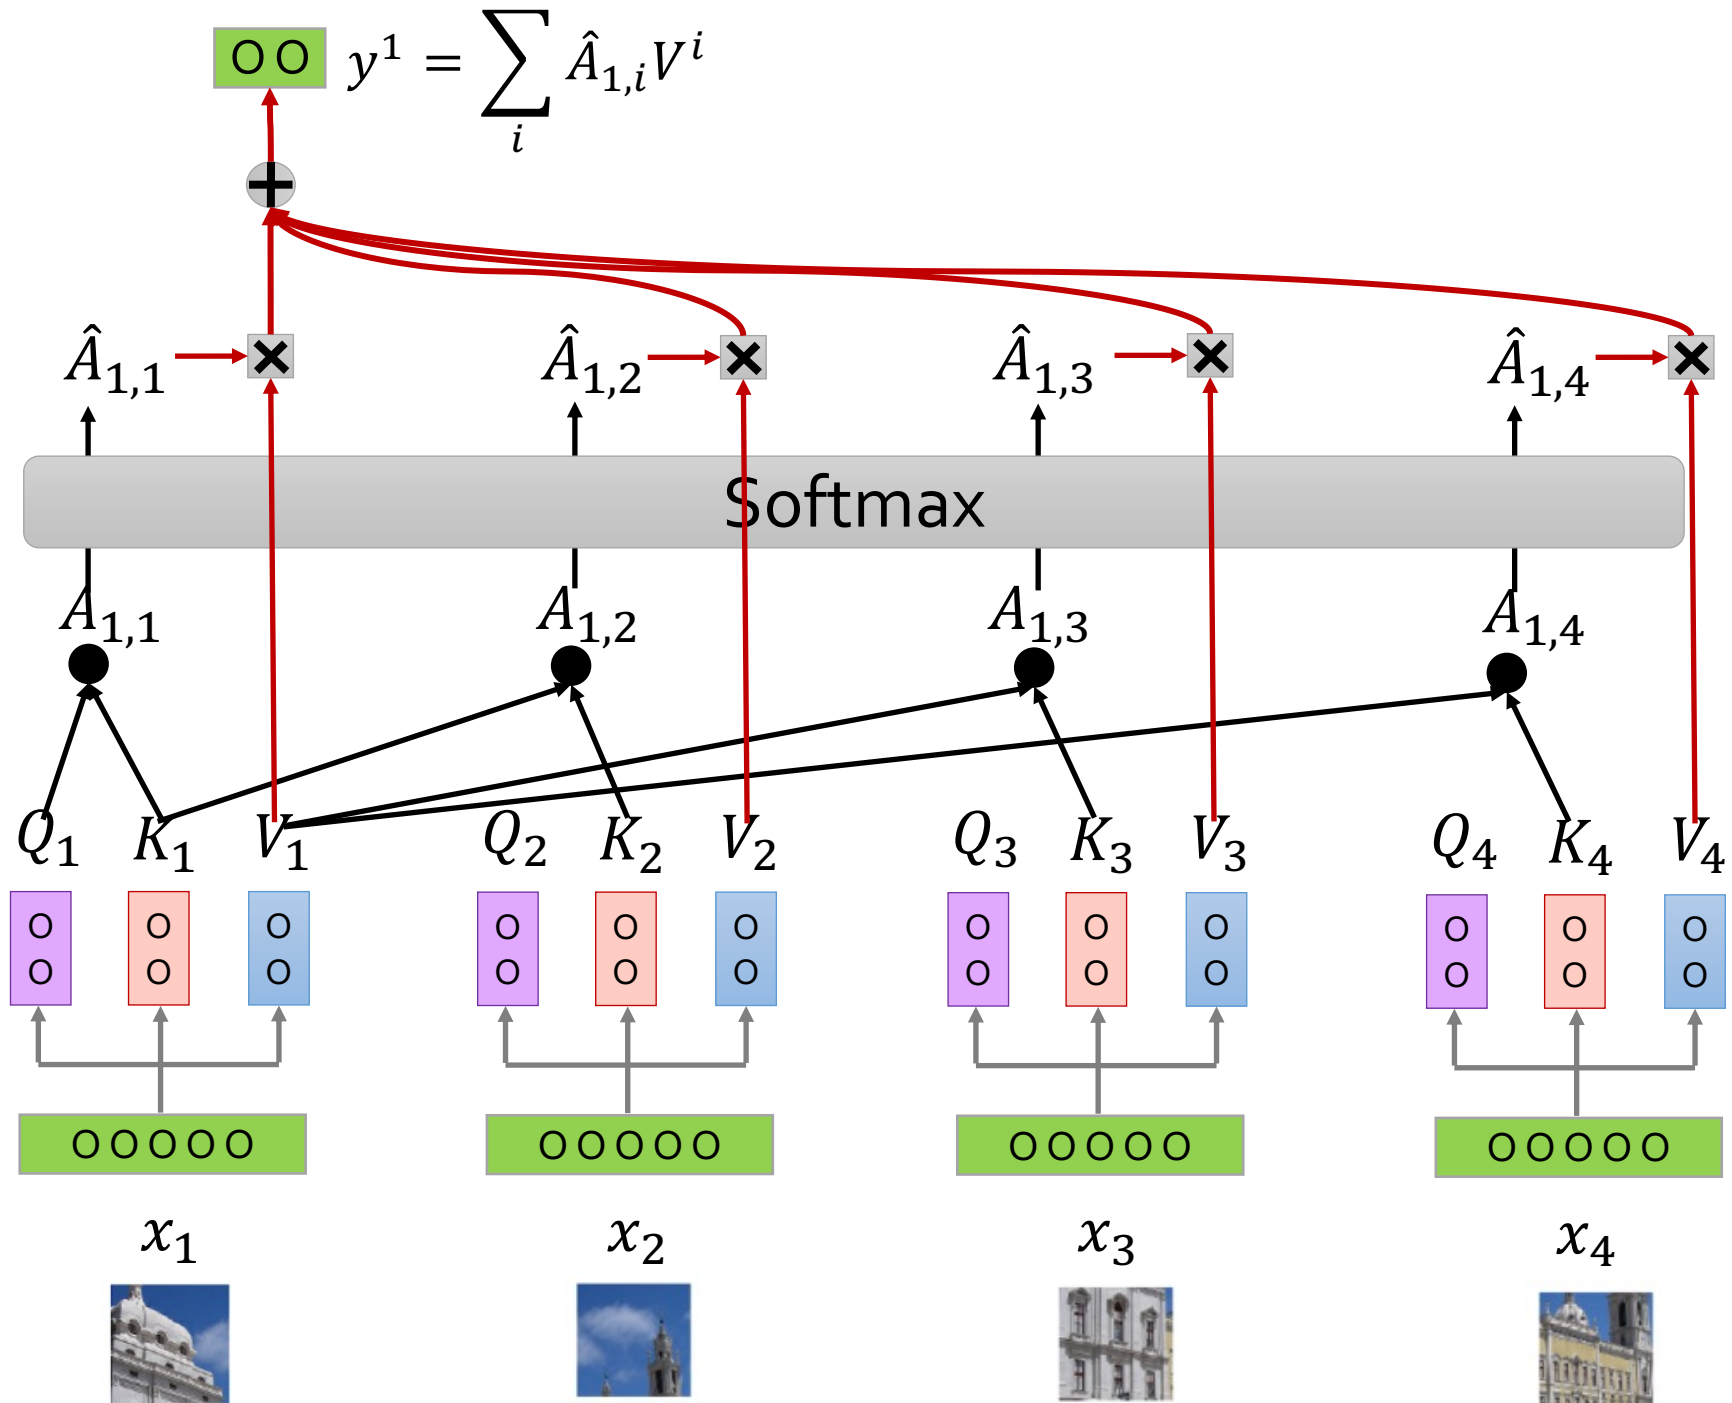 O O y¹ = ∑ᵢ Â₁,ᵢVⁱ
+
Â₁,₁ × Â₁,₂ × Â₁,₃ × Â₁,₄ ×
Softmax
A₁,₁ A₁,₂ A₁,₃ A₁,₄
Q₁ K₁ V₁ Q₂ K₂ V₂ Q₃ K₃ V₃ Q₄ K₄ V₄
O O O O O O O O O O O O
O O O O O O O O O O O O
O O O O O O O O O O O O O O O O O O O O
x₁ x₂ x₃ x₄